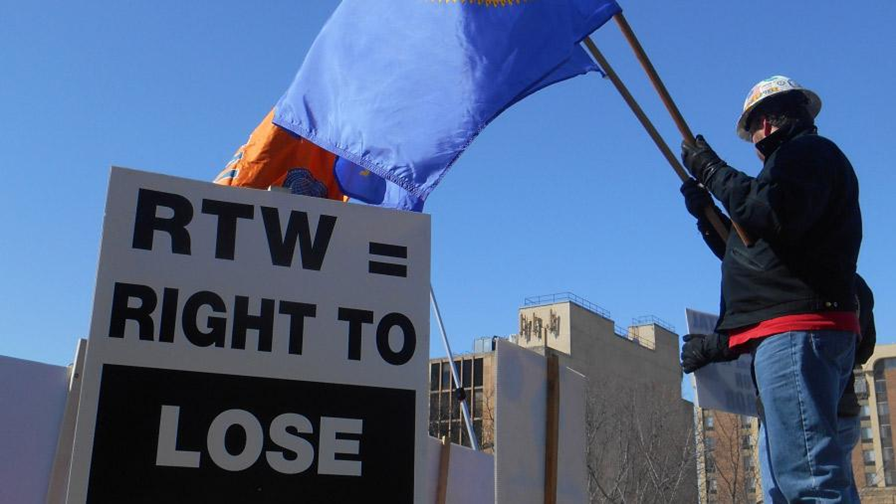 RTW =
RIGHT TO
LOSE